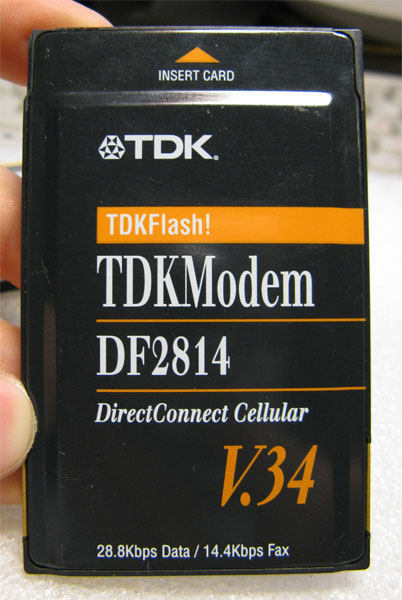 INSERT CARD
TDK.
TDKFlash!
TDKModem
DF2814
DirectConnect Cellular
V.34
28.8Kbps Data / 14.4Kbps Fax